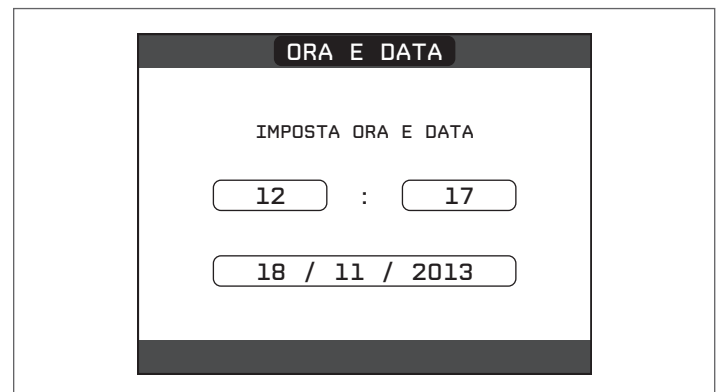 ORA E DATA
IMPOSTA ORA E DATA
12 : 17
18 / 11 / 2013